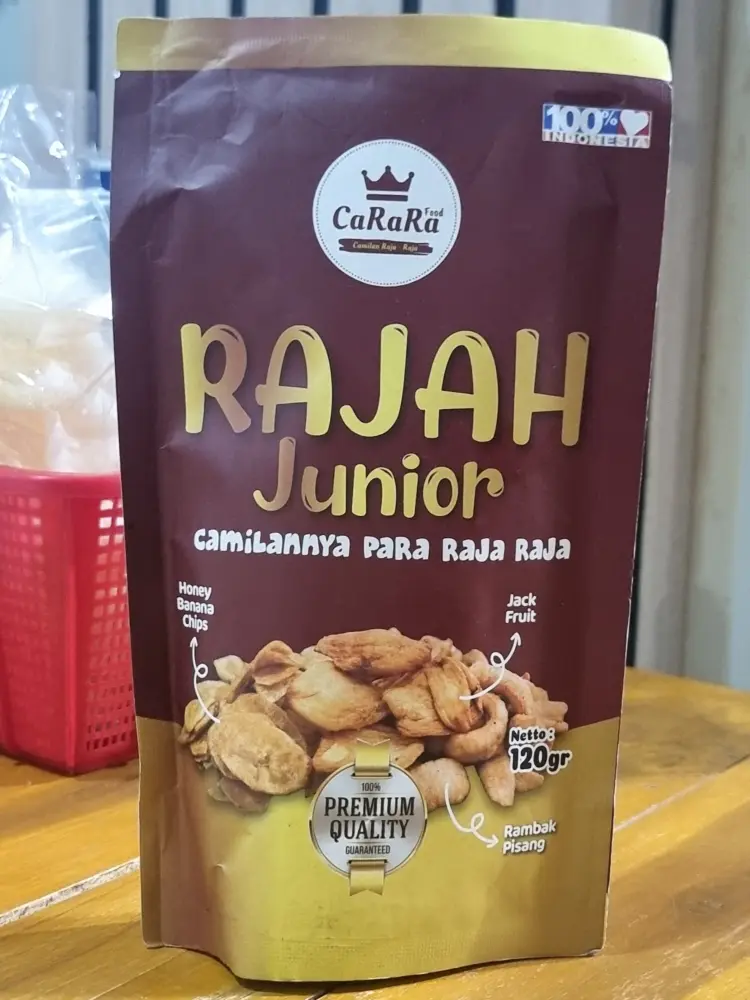 100%
INDONESIA
CaRaRa Food
Camilan Raja - Raja
RAJAH
Junior
camilannya para raja raja
Honey
Banana
Chips
Jack
Fruit
Netto:
120gr
100%
PREMIUM
QUALITY
GUARANTEED
Rambak
Pisang